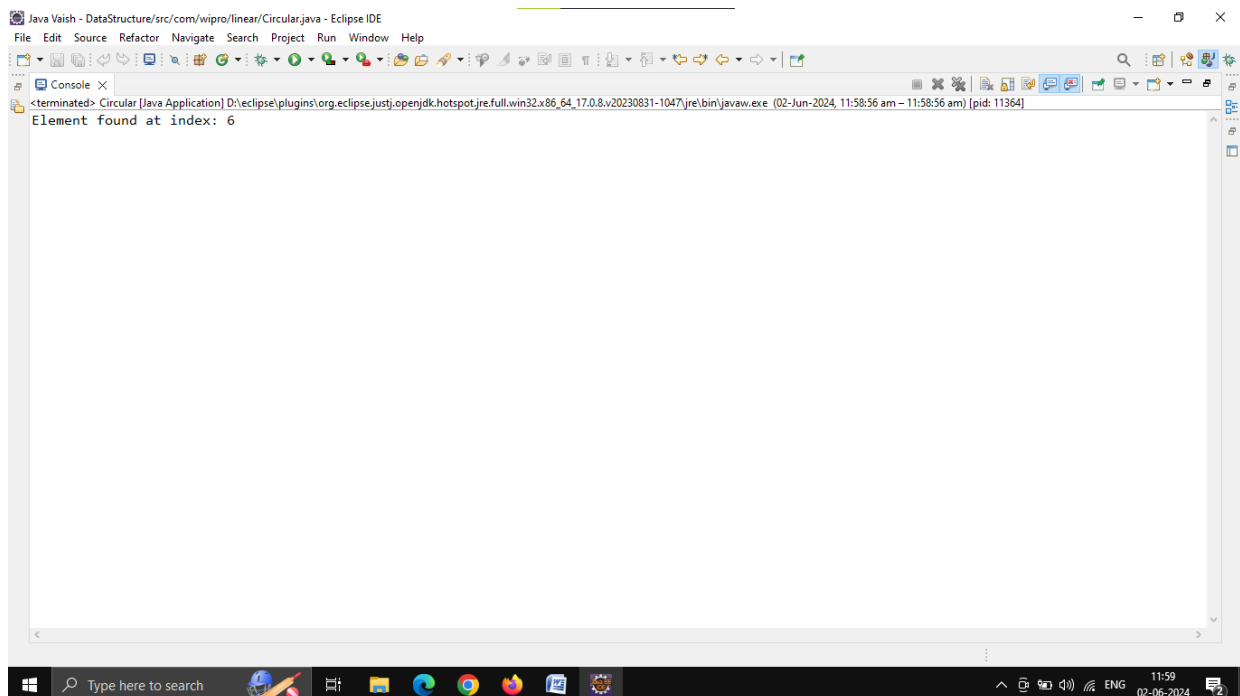 Java Vaish - DataStructure/src/com/wipro/linear/Circular.java - Eclipse IDE
File Edit Source Refactor Navigate Search Project Run Window Help
Console
<terminated> Circular [Java Application] D:\eclipse\plugins\org.eclipse.justj.openjdk.hotspot.jre.full.win32.x86_64_17.0.8.v20230831-1047\jre\bin\javaw.exe (02-Jun-2024, 11:58:56 am – 11:58:56 am) [pid: 11364]
Element found at index: 6
Type here to search
ENG
11:59
02-06-2024
2